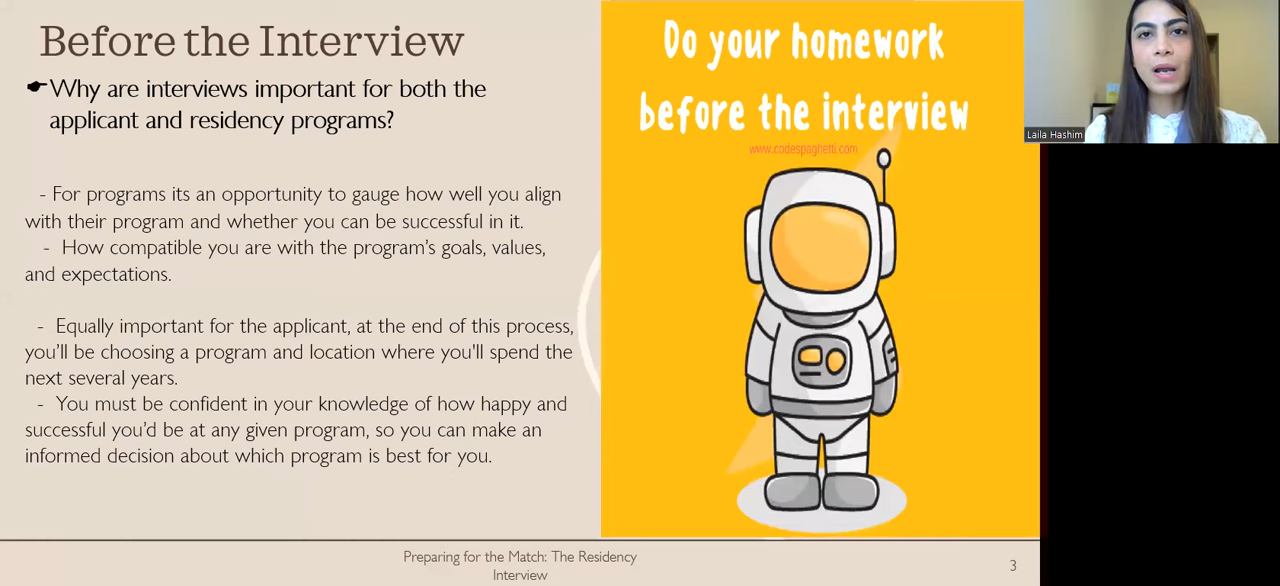 Before the Interview
Why are interviews important for both the
applicant and residency programs?
- For programs its an opportunity to gauge how well you align
with their program and whether you can be successful in it.
- How compatible you are with the program’s goals, values,
and expectations.
- Equally important for the applicant, at the end of this process,
you’ll be choosing a program and location where you'll spend the
next several years.
- You must be confident in your knowledge of how happy and
successful you’d be at any given program, so you can make an
informed decision about which program is best for you.
Do your homework
before the interview
www.codespaghetti.com
Laila Hashim
Preparing for the Match: The Residency
Interview
3